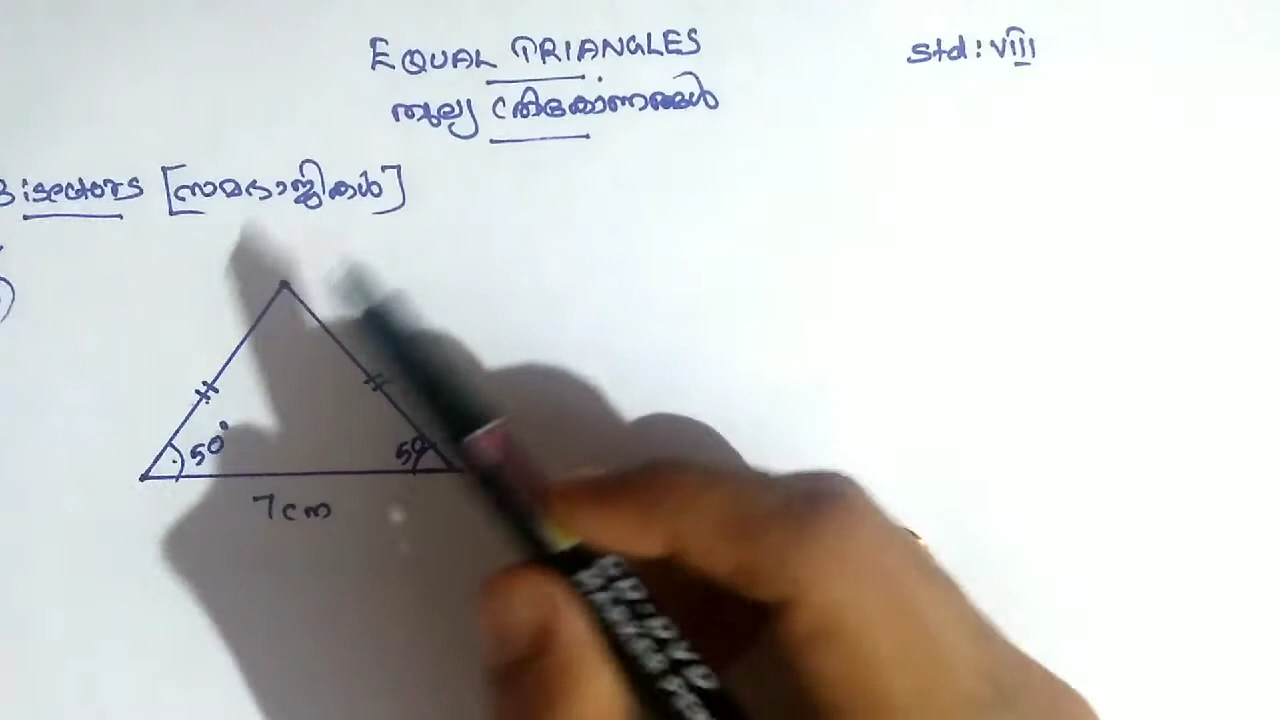 EQUAL TRIANGLES
Std: VIII
തുല്യ ത്രികോണങ്ങൾ
Bisectors [സമഭാജികൾ]
50°
50
7cm